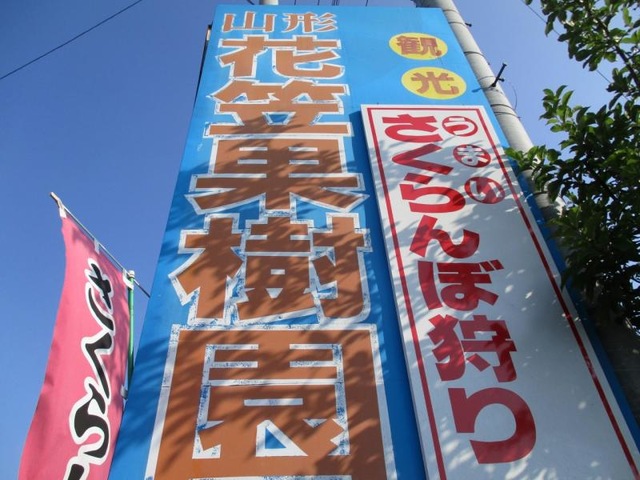 観光
山形
花笠果樹園
うまい
さくらんぼ狩り
さくら